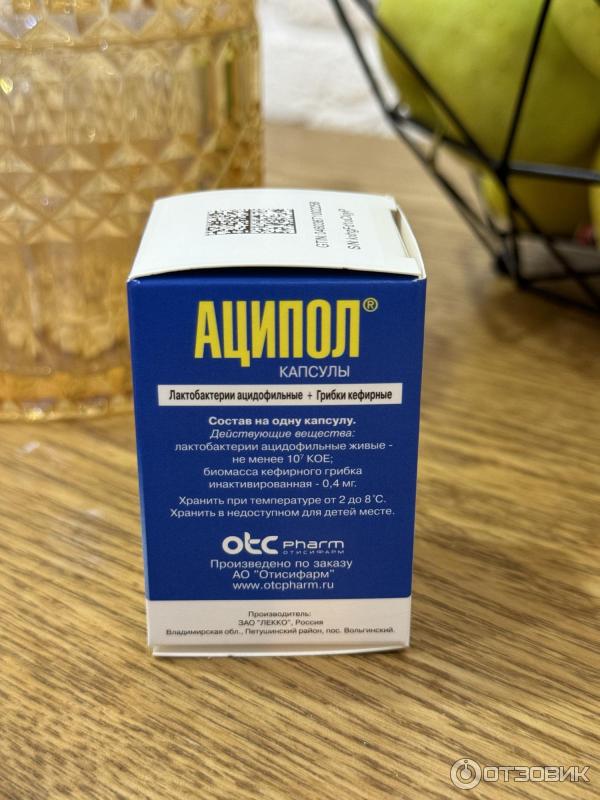 АЦИПОЛ®
КАПСУЛЫ
Лактобактерии ацидофильные + Грибки кефирные
Состав на одну капсулу.
Действующие вещества:
лактобактерии ацидофильные живые -
не менее 10⁷ КОЕ;
биомасса кефирного грибка
инактивированная - 0,4 мг.
Хранить при температуре от 2 до 8°С.
Хранить в недоступном для детей месте.
otc pharm
ОТИСИФАРМ
Произведено по заказу
АО "Отисифарм"
www.otcpharm.ru
Производитель:
ЗАО "ЛЕККО", Россия
Владимирская обл., Петушинский район, пос. Вольгинский.
GTIN
S/N
ОТЗОВИК